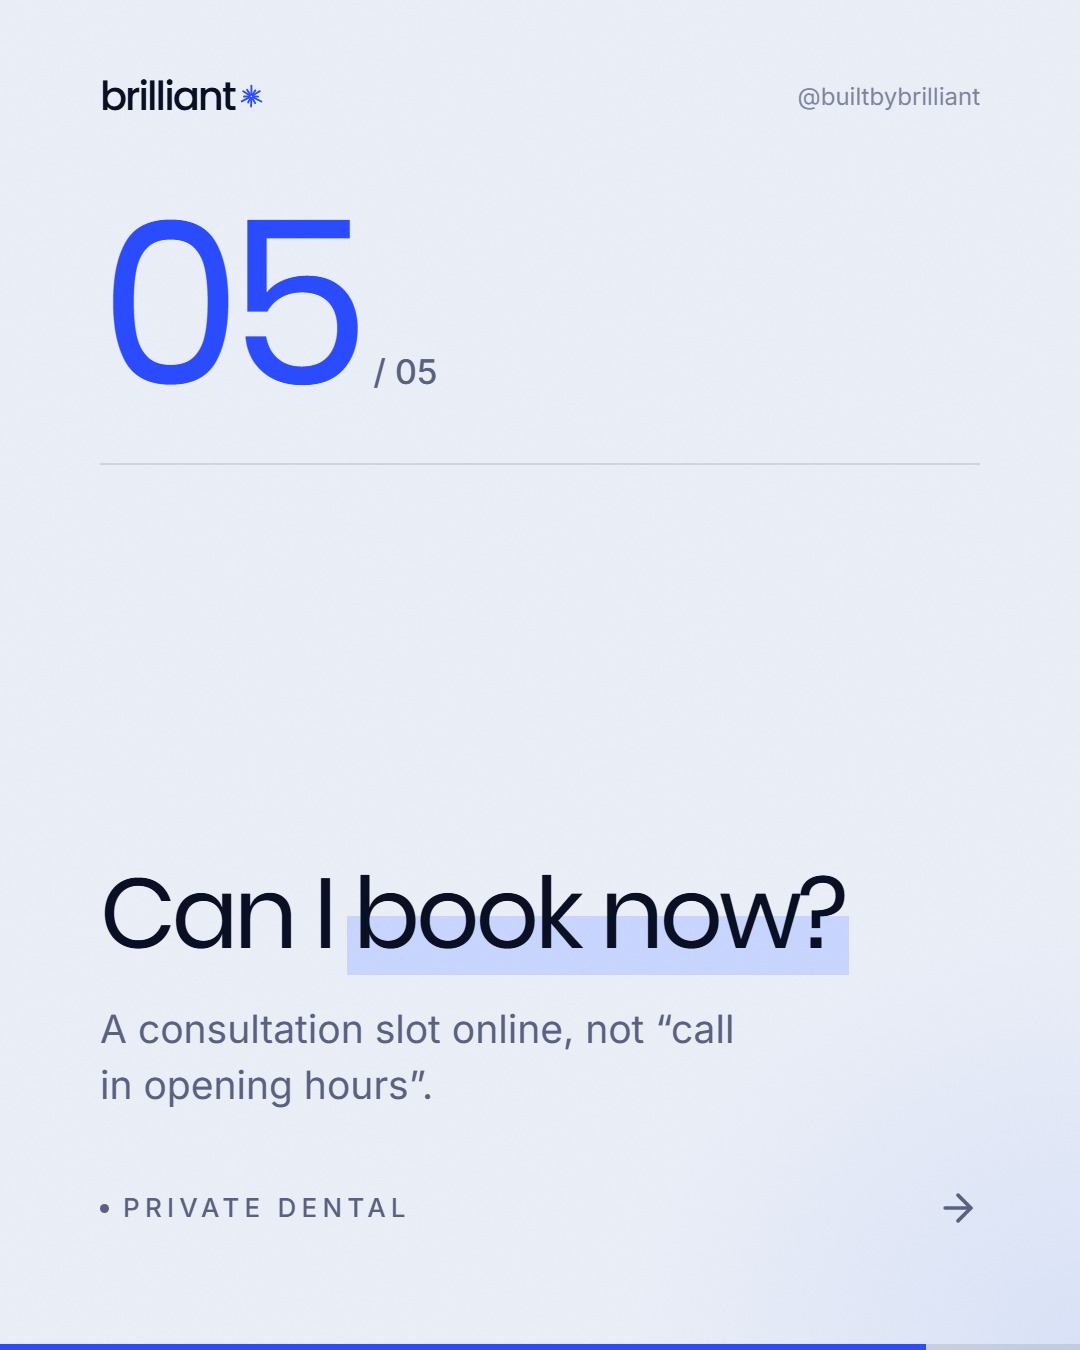 brilliant
@builtbybrilliant
05 / 05
Can I book now?
A consultation slot online, not “call
in opening hours”.
• PRIVATE DENTAL